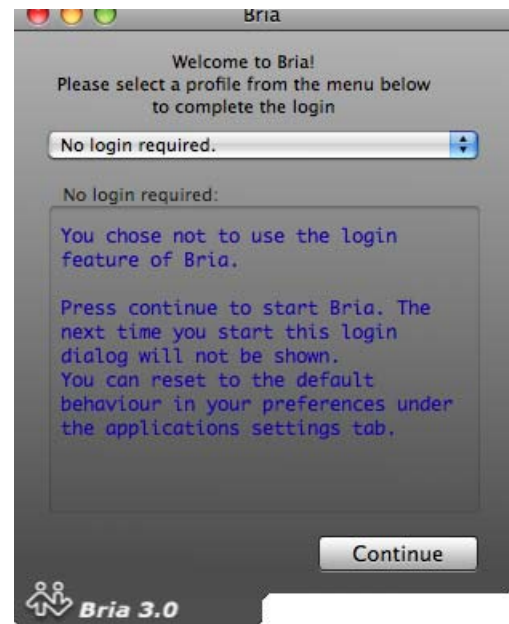 Bria
Welcome to Bria!
Please select a profile from the menu below
to complete the login
No login required.
No login required:
You chose not to use the login
feature of Bria.
Press continue to start Bria. The
next time you start this login
dialog will not be shown.
You can reset to the default
behaviour in your preferences under
the applications settings tab.
Continue
Bria 3.0